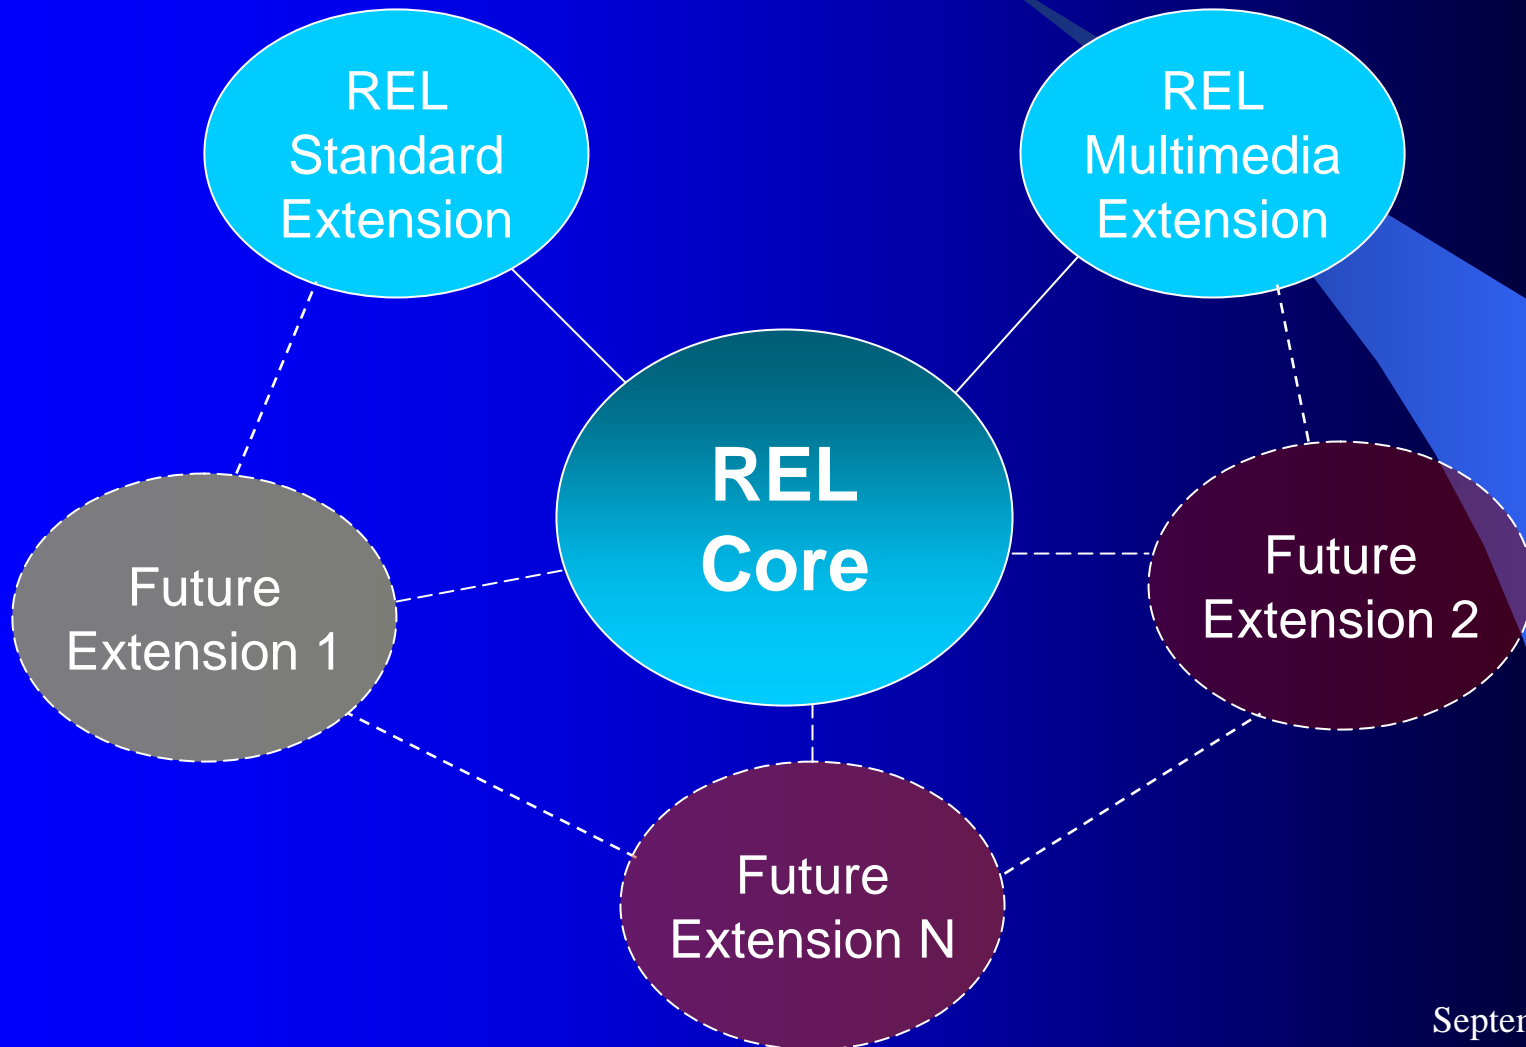 REL
Standard
Extension
REL
Multimedia
Extension
REL
Core
Future
Extension 1
Future
Extension 2
Future
Extension N